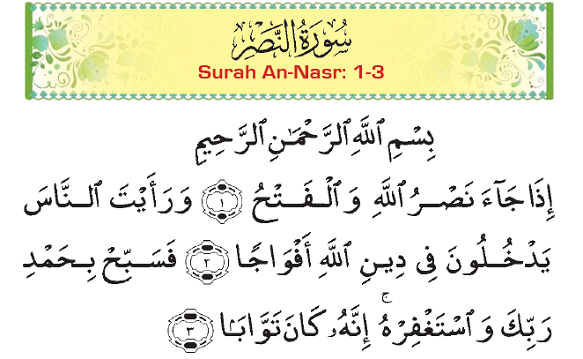 سُورَةُ النَّصْرِ
Surah An-Nasr: 1-3
بِسْمِ ٱللَّهِ ٱلرَّحْمَٰنِ ٱلرَّحِيمِ
إِذَا جَآءَ نَصْرُ ٱللَّهِ وَٱلْفَتْحُ ١ وَرَأَيْتَ ٱلنَّاسَ
يَدْخُلُونَ فِى دِينِ ٱللَّهِ أَفْوَاجًا ٢ فَسَبِّحْ بِحَمْدِ
رَبِّكَ وَٱسْتَغْفِرْهُ ۚ إِنَّهُۥ كَانَ تَوَّابًۢا ٣